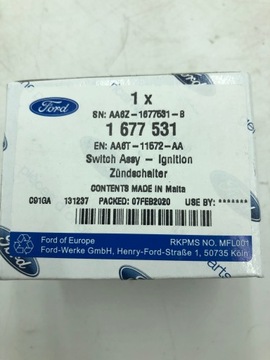 Ford
1 x
SN: AA6Z-1677531-B
1 677 531
EN: AA6T-11572-AA
Switch Assy - Ignition
Zündschalter
CONTENTS MADE IN Malta
C91GA 131237 PACKED: 07FEB2020 USE BY: *******
Ford of Europe
Ford-Werke GmbH, Henry-Ford-Straße 1, 50735 Köln
RKPMS NO. MFL001
parts